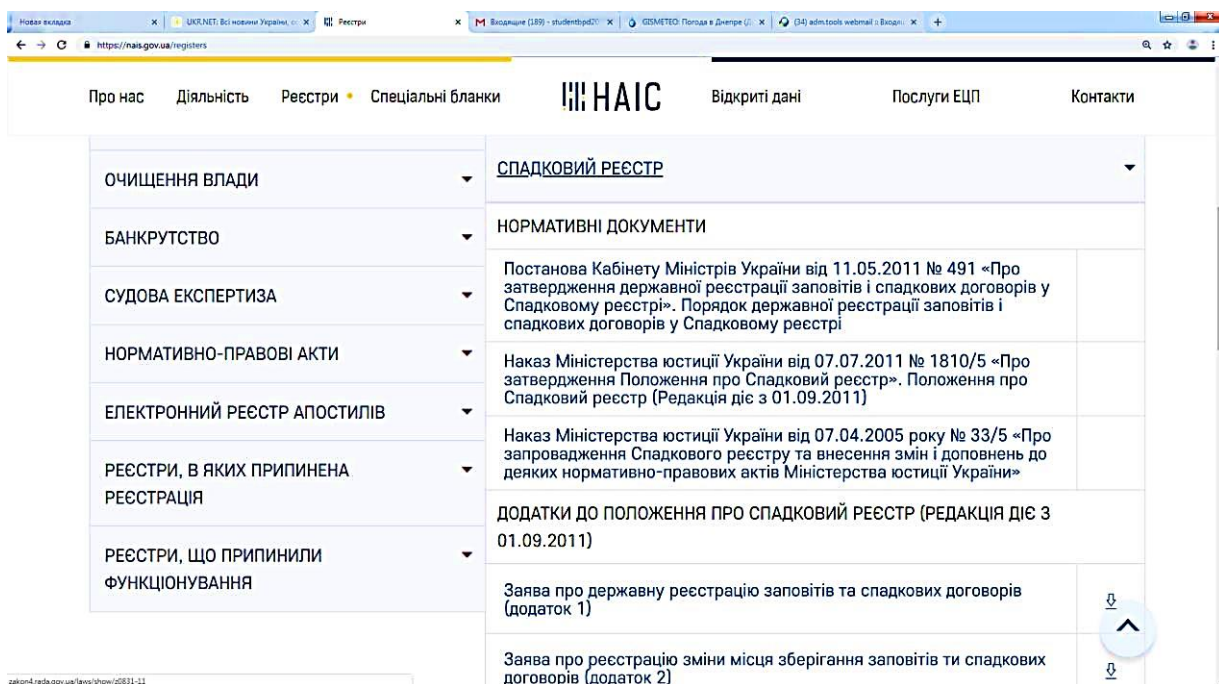 Новая вкладка
UKR.NET: Всі новини України, о
Реєстри
Входящие (189) - studentbpd20
GISMETEO: Погода в Днепре (
(34) adm.tools webmail :: Входящ
https://nais.gov.ua/registers
Про нас Діяльність Реєстри Спеціальні бланки НАІС Відкриті дані Послуги ЕЦП Контакти
ОЧИЩЕННЯ ВЛАДИ
БАНКРУТСТВО
СУДОВА ЕКСПЕРТИЗА
НОРМАТИВНО-ПРАВОВІ АКТИ
ЕЛЕКТРОННИЙ РЕЄСТР АПОСТИЛІВ
РЕЄСТРИ, В ЯКИХ ПРИПИНЕНА
РЕЄСТРАЦІЯ
РЕЄСТРИ, ЩО ПРИПИНИЛИ
ФУНКЦІОНУВАННЯ
СПАДКОВИЙ РЕЄСТР
НОРМАТИВНІ ДОКУМЕНТИ
Постанова Кабінету Міністрів України від 11.05.2011 № 491 «Про
затвердження державної реєстрації заповітів і спадкових договорів у
Спадковому реєстрі». Порядок державної реєстрації заповітів і
спадкових договорів у Спадковому реєстрі
Наказ Міністерства юстиції України від 07.07.2011 № 1810/5 «Про
затвердження Положення про Спадковий реєстр». Положення про
Спадковий реєстр (Редакція діє з 01.09.2011)
Наказ Міністерства юстиції України від 07.04.2005 року № 33/5 «Про
запровадження Спадкового реєстру та внесення змін і доповнень до
деяких нормативно-правових актів Міністерства юстиції України»
ДОДАТКИ ДО ПОЛОЖЕННЯ ПРО СПАДКОВИЙ РЕЄСТР (РЕДАКЦІЯ ДІЄ З
01.09.2011)
Заява про державну реєстрацію заповітів та спадкових договорів
(додаток 1)
Заява про реєстрацію зміни місця зберігання заповітів ти спадкових
договорів (додаток 2)
zakon4.rada.gov.ua/laws/show/z0831-11